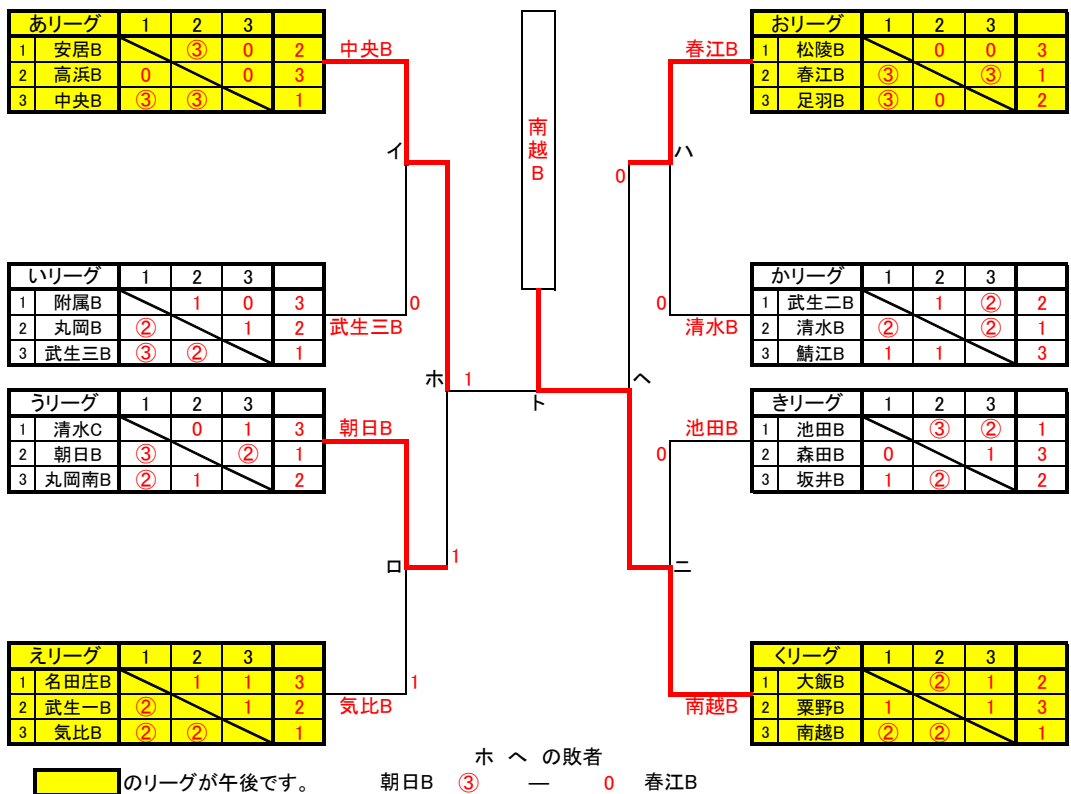 あリーグ 1 2 3
1 安居B ③ 0 2
2 高浜B 0 0 3
3 中央B ③ ③ 1
中央B
イ
いリーグ 1 2 3
1 附属B 1 0 3
2 丸岡B ② 1 2
3 武生三B ③ ② 1
0
武生三B
うリーグ 1 2 3
1 清水C 0 1 3
2 朝日B ③ ② 1
3 丸岡南B ② 1 2
朝日B
ホ 1
ロ 1
えリーグ 1 2 3
1 名田庄B 1 1 3
2 武生一B ② 1 2
3 気比B ② ② 1
1
気比B
南越B
ト
おリーグ 1 2 3
1 松陵B 0 0 3
2 春江B ③ ③ 1
3 足羽B ③ 0 2
春江B
0 ハ
かリーグ 1 2 3
1 武生二B 1 ② 2
2 清水B ② ② 1
3 鯖江B 1 1 3
0
清水B
ヘ
きリーグ 1 2 3
1 池田B ③ ② 1
2 森田B 0 1 3
3 坂井B 1 ② 2
池田B
0
ニ
くリーグ 1 2 3
1 大飯B ② 1 2
2 粟野B 1 1 3
3 南越B ② ② 1
南越B
ホ ヘ の敗者
のリーグが午後です。
朝日B ③ ― 0 春江B